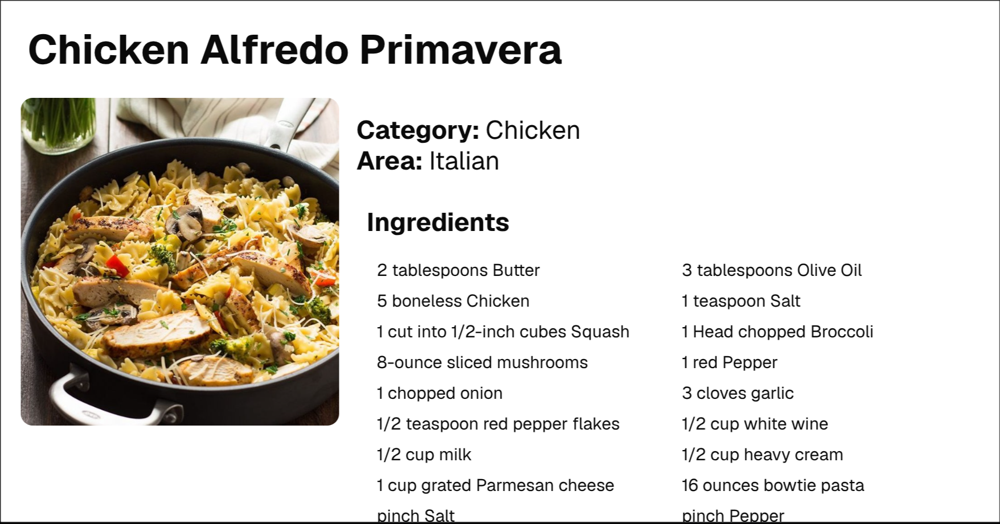 Chicken Alfredo Primavera
Category: Chicken
Area: Italian
Ingredients
2 tablespoons Butter
3 tablespoons Olive Oil
5 boneless Chicken
1 teaspoon Salt
1 cut into 1/2-inch cubes Squash
1 Head chopped Broccoli
8-ounce sliced mushrooms
1 red Pepper
1 chopped onion
3 cloves garlic
1/2 teaspoon red pepper flakes
1/2 cup white wine
1/2 cup milk
1/2 cup heavy cream
1 cup grated Parmesan cheese
16 ounces bowtie pasta
pinch Salt
pinch Pepper